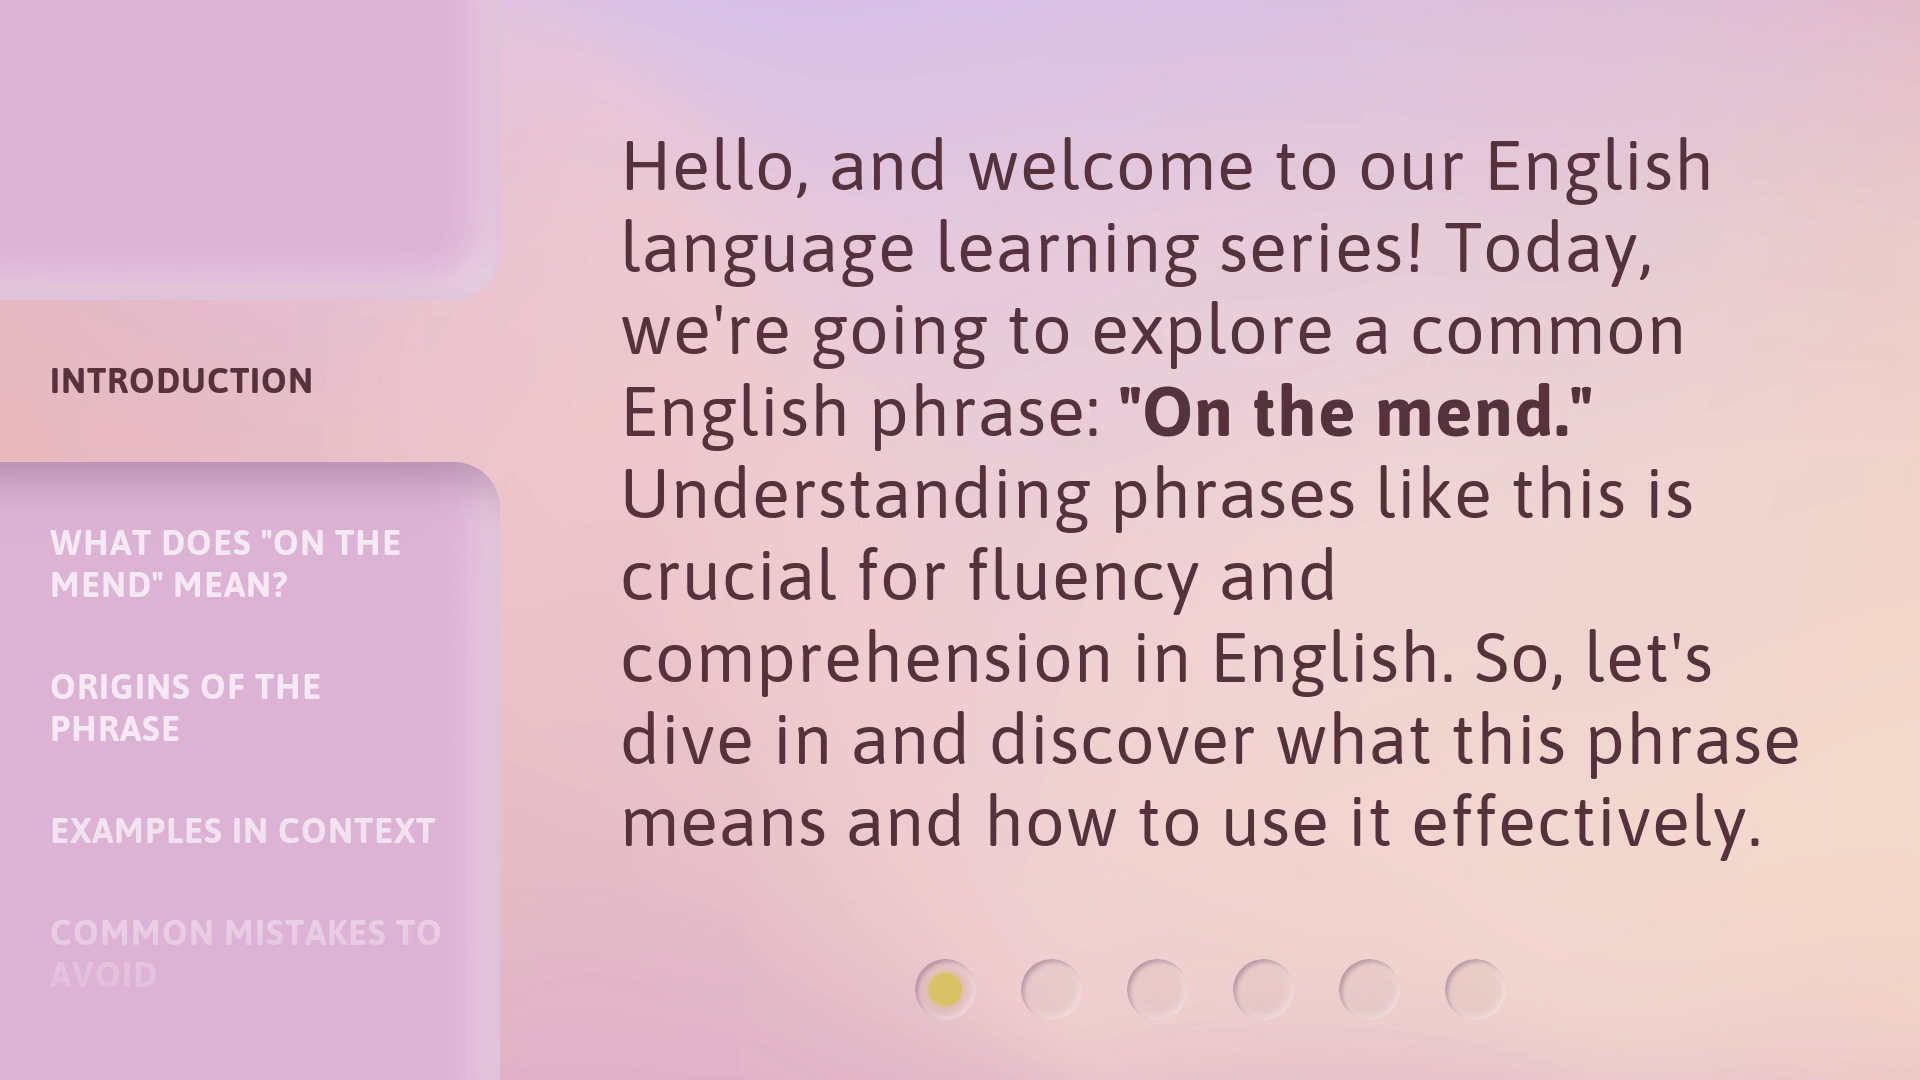 INTRODUCTION
WHAT DOES "ON THE
MEND" MEAN?
ORIGINS OF THE
PHRASE
EXAMPLES IN CONTEXT
COMMON MISTAKES TO
AVOID
Hello, and welcome to our English
language learning series! Today,
we're going to explore a common
English phrase: "On the mend."
Understanding phrases like this is
crucial for fluency and
comprehension in English. So, let's
dive in and discover what this phrase
means and how to use it effectively.